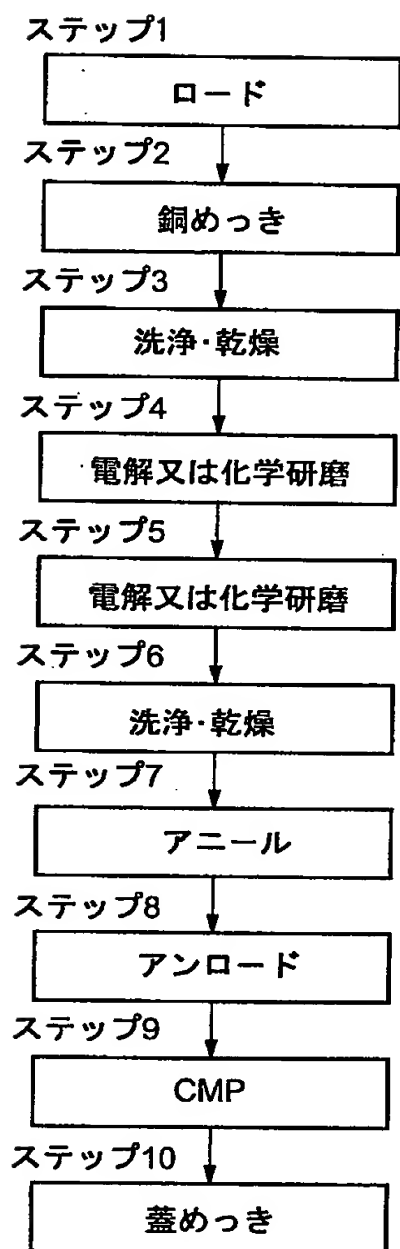 ステップ1
ロード
ステップ2
銅めっき
ステップ3
洗浄・乾燥
ステップ4
電解又は化学研磨
ステップ5
電解又は化学研磨
ステップ6
洗浄・乾燥
ステップ7
アニール
ステップ8
アンロード
ステップ9
CMP
ステップ10
蓋めっき